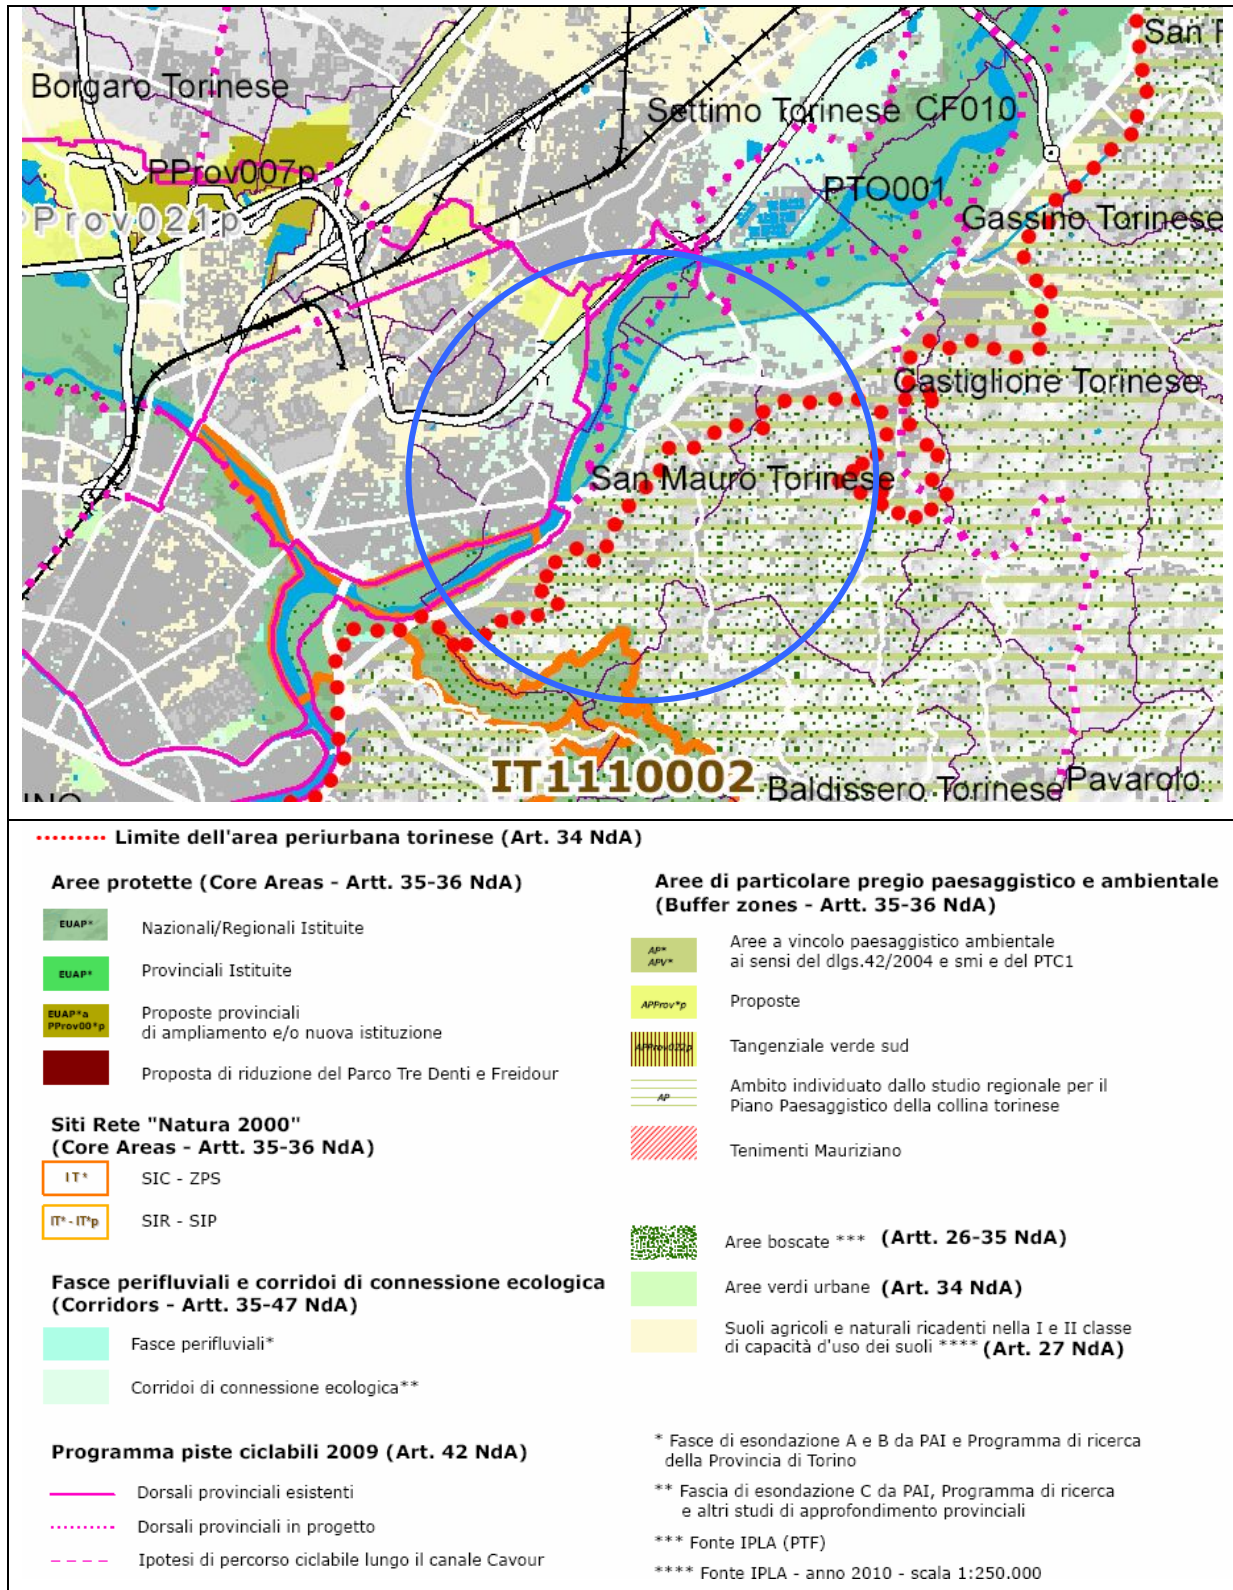 San
Borgaro Torinese
Settimo Torinese CF010
PProv007p
PTO001
Prov021p
Gassino Torinese
Castiglione Torinese
San Mauro Torinese
IT1110002
Baldissero Torinese
Pavarolo
Limite dell'area periurbana torinese (Art. 34 NdA)
Aree protette (Core Areas - Artt. 35-36 NdA)
EUAP* Nazionali/Regionali Istituite
EUAP* Provinciali Istituite
EUAP*a
PProv00*p
Proposte provinciali
di ampliamento e/o nuova istituzione
Proposta di riduzione del Parco Tre Denti e Freidour
Siti Rete "Natura 2000"
(Core Areas - Artt. 35-36 NdA)
IT* SIC - ZPS
IT* - IT*p SIR - SIP
Fasce perifluviali e corridoi di connessione ecologica
(Corridors - Artt. 35-47 NdA)
Fasce perifluviali*
Corridoi di connessione ecologica**
Programma piste ciclabili 2009 (Art. 42 NdA)
Dorsali provinciali esistenti
Dorsali provinciali in progetto
Ipotesi di percorso ciclabile lungo il canale Cavour
Aree di particolare pregio paesaggistico e ambientale
(Buffer zones - Artt. 35-36 NdA)
AP*
APV*
Aree a vincolo paesaggistico ambientale
ai sensi del dlgs.42/2004 e smi e del PTC1
APProv*p Proposte
APProv022p Tangenziale verde sud
AP
Ambito individuato dallo studio regionale per il
Piano Paesaggistico della collina torinese
Tenimenti Mauriziano
Aree boscate *** (Artt. 26-35 NdA)
Aree verdi urbane (Art. 34 NdA)
Suoli agricoli e naturali ricadenti nella I e II classe
di capacità d'uso dei suoli **** (Art. 27 NdA)
* Fasce di esondazione A e B da PAI e Programma di ricerca
della Provincia di Torino
** Fascia di esondazione C da PAI, Programma di ricerca
e altri studi di approfondimento provinciali
*** Fonte IPLA (PTF)
**** Fonte IPLA - anno 2010 - scala 1:250.000